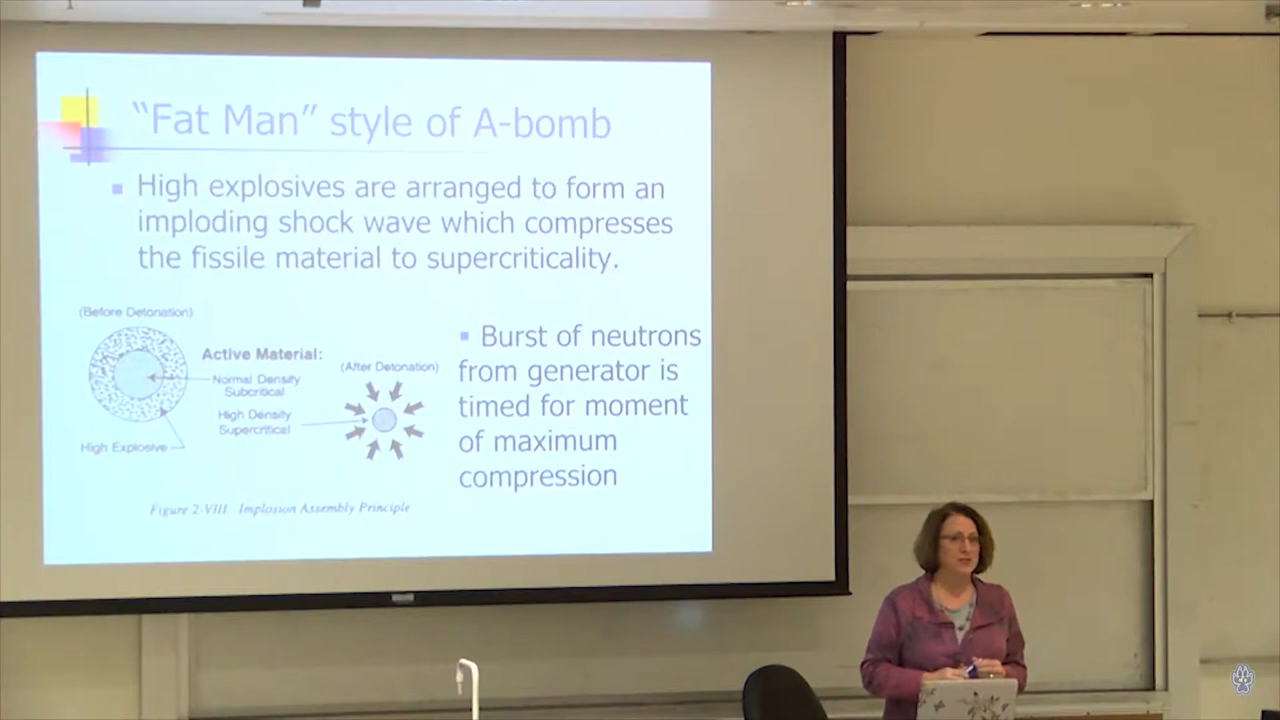 “Fat Man” style of A-bomb
High explosives are arranged to form an
imploding shock wave which compresses
the fissile material to supercriticality.
(Before Detonation)
Active Material:
Normal Density
Subcritical
High Density
Supercritical
High Explosive
(After Detonation)
Burst of neutrons
from generator is
timed for moment
of maximum
compression
Figure 2-VIII. Implosion Assembly Principle